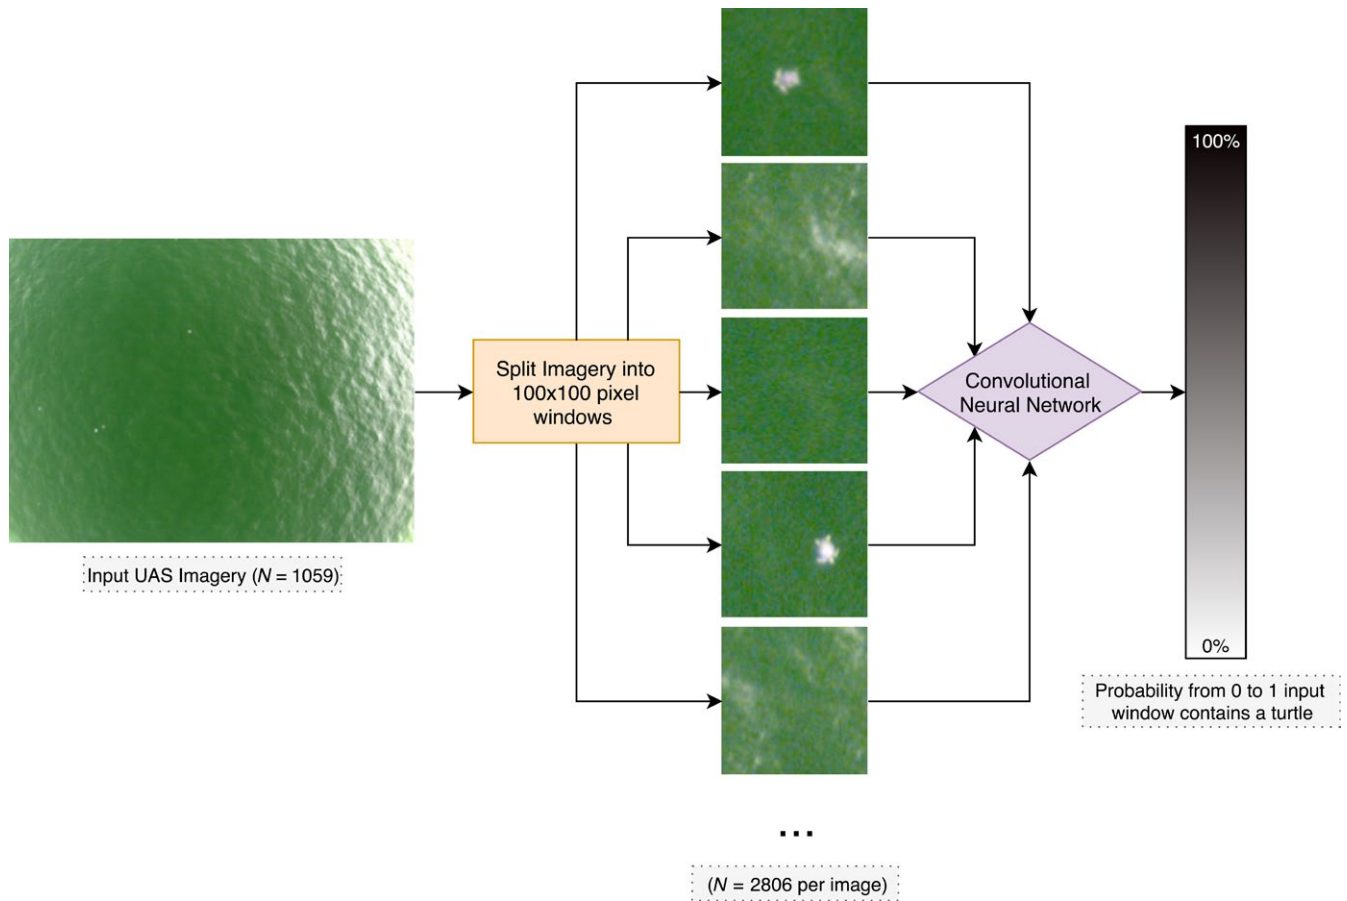 Input UAS Imagery (N = 1059)
Split Imagery into
100x100 pixel
windows
...
(N = 2806 per image)
Convolutional
Neural Network
100%
0%
Probability from 0 to 1 input
window contains a turtle